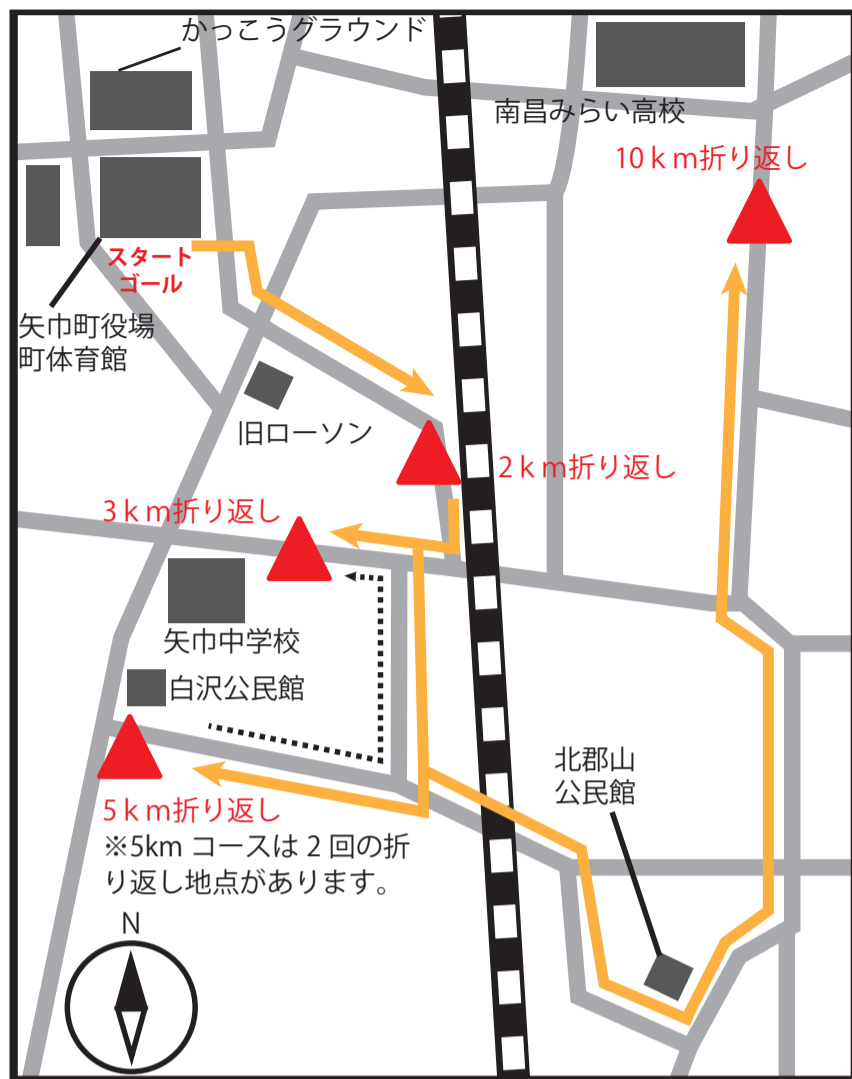 かっこうグラウンド
南昌みらい高校
10ｋｍ折り返し
スタート
ゴール
矢巾町役場
町体育館
旧ローソン
2ｋｍ折り返し
3ｋｍ折り返し
矢巾中学校
白沢公民館
北郡山
公民館
5ｋｍ折り返し
※5km コースは 2 回の折
り返し地点があります。
N